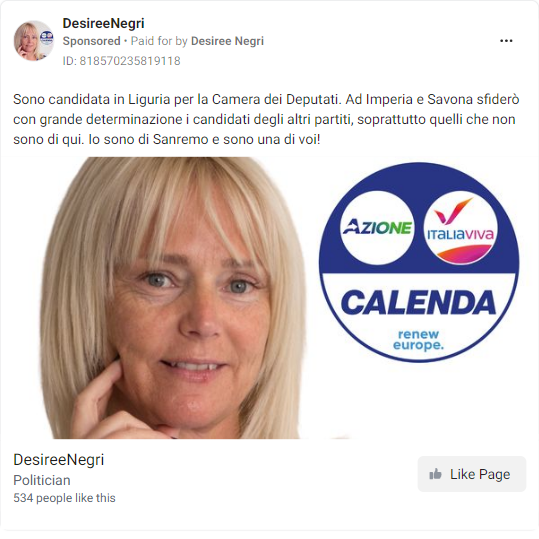 DesireeNegri
Sponsored • Paid for by Desiree Negri
ID: 818570235819118
Sono candidata in Liguria per la Camera dei Deputati. Ad Imperia e Savona sfiderò
con grande determinazione i candidati degli altri partiti, soprattutto quelli che non
sono di qui. Io sono di Sanremo e sono una di voi!
AZIONE
ITALIAVIVA
CALENDA
renew
europe.
DesireeNegri
Politician
534 people like this
Like Page